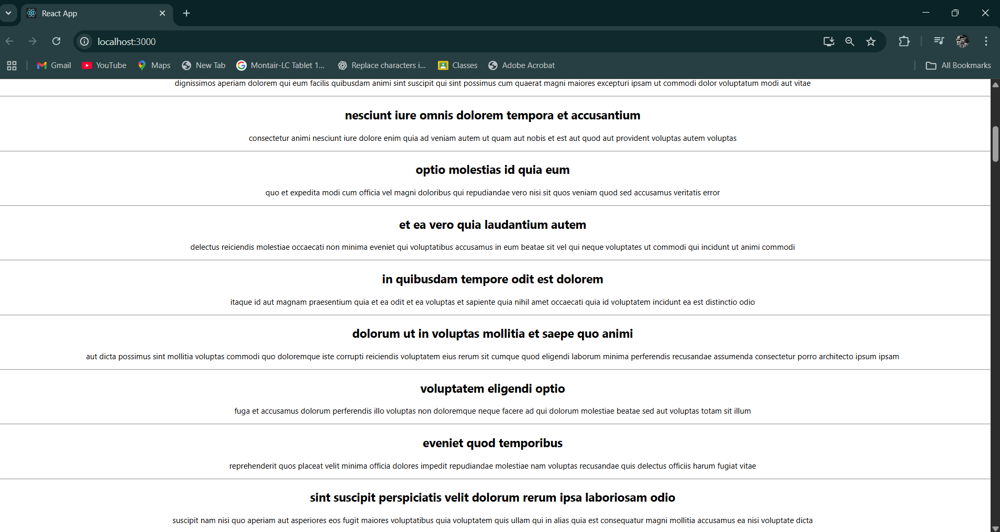 React App
localhost:3000
Gmail YouTube Maps New Tab Montair-LC Tablet 1... Replace characters i... Classes Adobe Acrobat All Bookmarks
dignissimos aperiam dolorem qui eum facilis quibusdam animi sint suscipit qui sint possimus cum quaerat magni maiores excepturi ipsam ut commodi dolor voluptatum modi aut vitae
nesciunt iure omnis dolorem tempora et accusantium
consectetur animi nesciunt iure dolore enim quia ad veniam autem ut quam aut nobis et est aut quod aut provident voluptas autem voluptas
optio molestias id quia eum
quo et expedita modi cum officia vel magni doloribus qui repudiandae vero nisi sit quos veniam quod sed accusamus veritatis error
et ea vero quia laudantium autem
delectus reiciendis molestiae occaecati non minima eveniet qui voluptatibus accusamus in eum beatae sit vel qui neque voluptates ut commodi qui incidunt ut animi commodi
in quibusdam tempore odit est dolorem
itaque id aut magnam praesentium quia et ea odit et ea voluptas et sapiente quia nihil amet occaecati quia id voluptatem incidunt ea est distinctio odio
dolorum ut in voluptas mollitia et saepe quo animi
aut dicta possimus sint mollitia voluptas commodi quo doloremque iste corrupti reiciendis voluptatem eius rerum sit cumque quod eligendi laborum minima perferendis recusandae assumenda consectetur porro architecto ipsum ipsam
voluptatem eligendi optio
fuga et accusamus dolorum perferendis illo voluptas non doloremque neque facere ad qui dolorum molestiae beatae sed aut voluptas totam sit illum
eveniet quod temporibus
reprehenderit quos placeat velit minima officia dolores impedit repudiandae molestiae nam voluptas recusandae quis delectus officiis harum fugiat vitae
sint suscipit perspiciatis velit dolorum rerum ipsa laboriosam odio
suscipit nam nisi quo aperiam aut asperiores eos fugit maiores voluptatibus quia voluptatem quis ullam qui in alias quia est consequatur magni mollitia accusamus ea nisi voluptate dicta